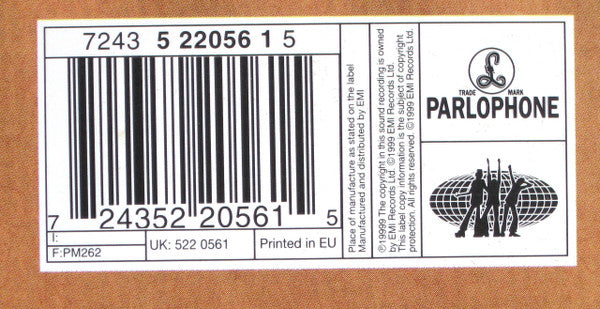 7243 5 22056 1 5
7 24352 20561 5
I:
F:PM262
UK: 522 0561
Printed in EU
Place of manufacture as stated on the label
Manufactured and distributed by EMI
℗19999 The copyright in this sound recording is owned
by EMI Records Ltd. ©1999 EMI Records Ltd.
This label copy information is the subject of copyright
protection. All rights reserved. ©1999 EMI Records Ltd.
£
TRADE MARK
PARLOPHONE